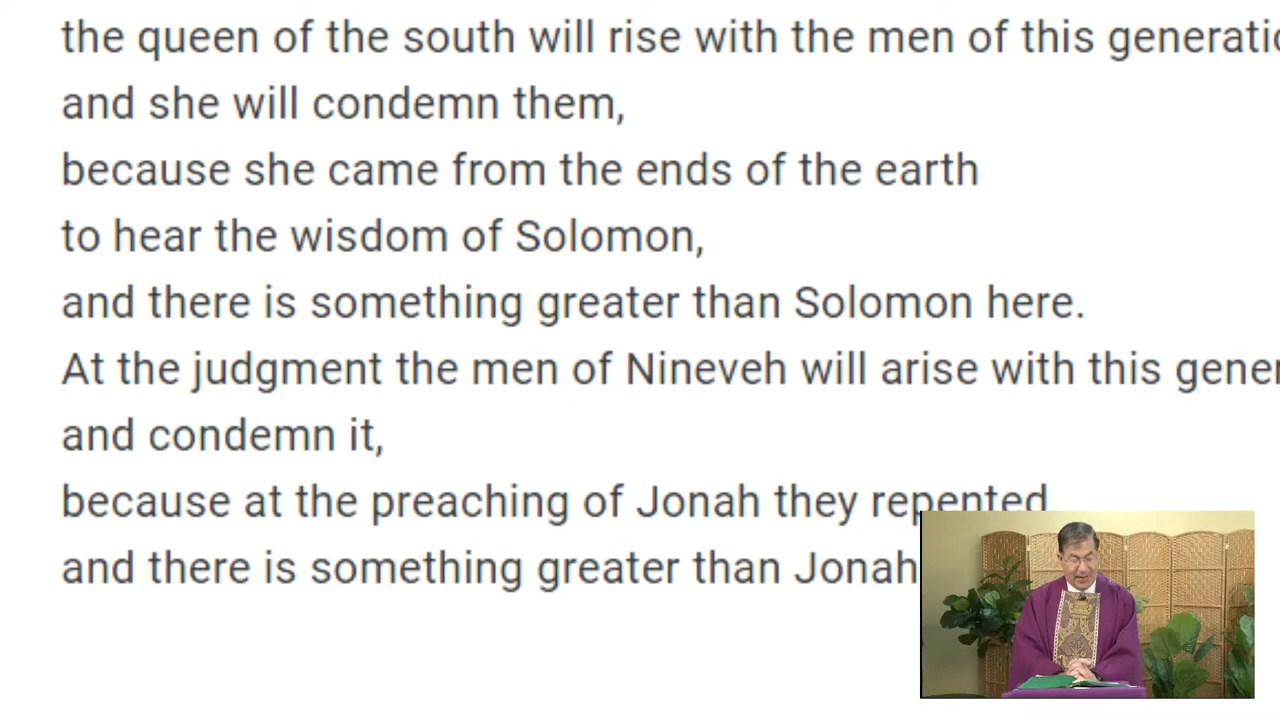 the queen of the south will rise with the men of this
and she will condemn them,
because she came from the ends of the earth
to hear the wisdom of Solomon,
and there is something greater than Solomon here.
At the judgment the men of Nineveh will arise with this
and condemn it,
because at the preaching of Jonah they repented
and there is something greater than Jonah